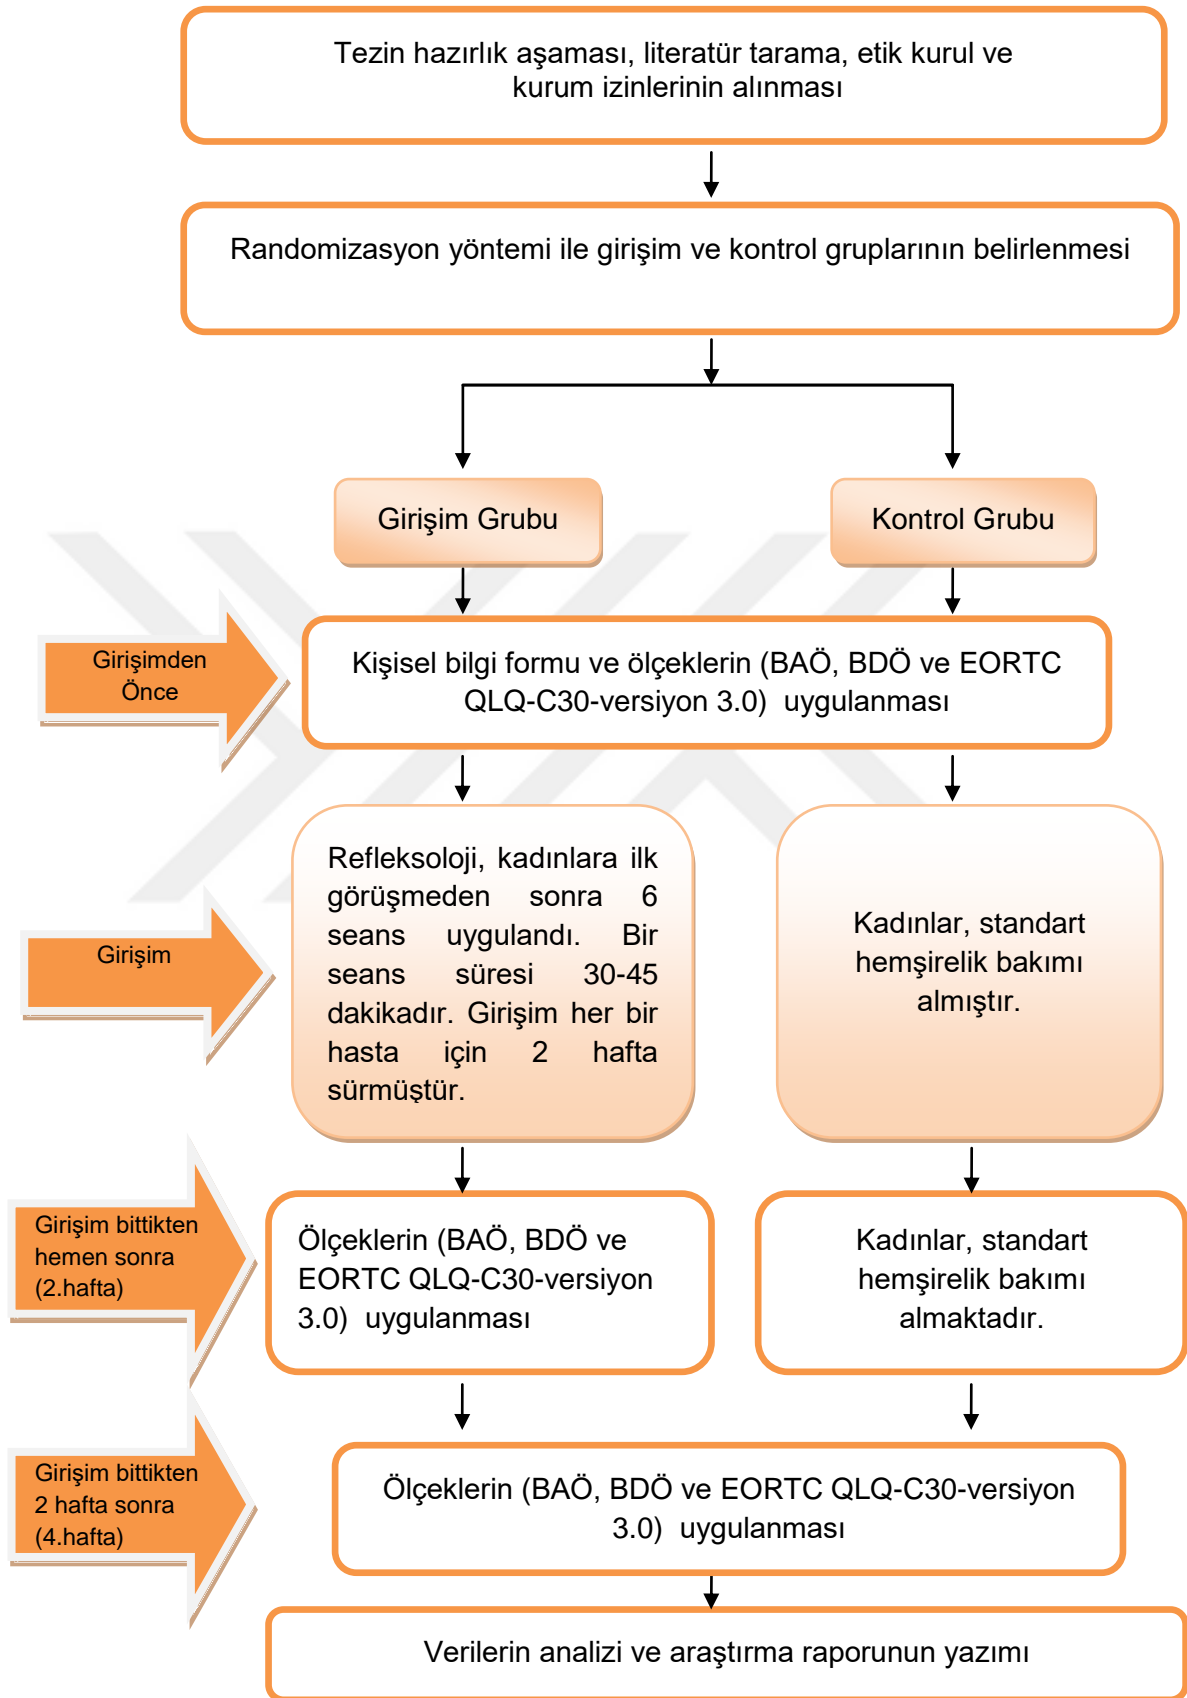 Tezin hazırlık aşaması, literatür tarama, etik kurul ve
kurum izinlerinin alınması
Randomizasyon yöntemi ile girişim ve kontrol gruplarının belirlenmesi
Girişim Grubu
Kontrol Grubu
Girişimden
Önce
Kişisel bilgi formu ve ölçeklerin (BAÖ, BDÖ ve EORTC
QLQ-C30-versiyon 3.0) uygulanması
Girişim
Refleksoloji, kadınlara ilk
görüşmeden sonra 6
seans uygulandı. Bir
seans süresi 30-45
dakikadır. Girişim her bir
hasta için 2 hafta
sürmüştür.
Kadınlar, standart
hemşirelik bakımı
almıştır.
Girişim bittikten
hemen sonra
(2.hafta)
Ölçeklerin (BAÖ, BDÖ ve
EORTC QLQ-C30-versiyon
3.0) uygulanması
Kadınlar, standart
hemşirelik bakımı
almaktadır.
Girişim bittikten
2 hafta sonra
(4.hafta)
Ölçeklerin (BAÖ, BDÖ ve EORTC QLQ-C30-versiyon
3.0) uygulanması
Verilerin analizi ve araştırma raporunun yazımı